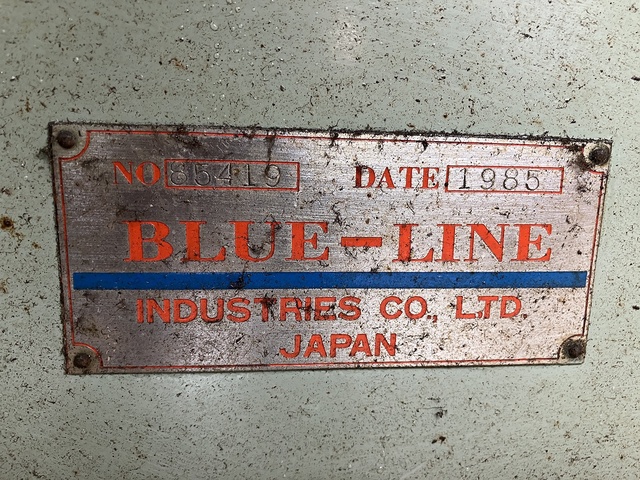 NO 85419 DATE 1985
BLUE-LINE
INDUSTRIES CO., LTD.
JAPAN